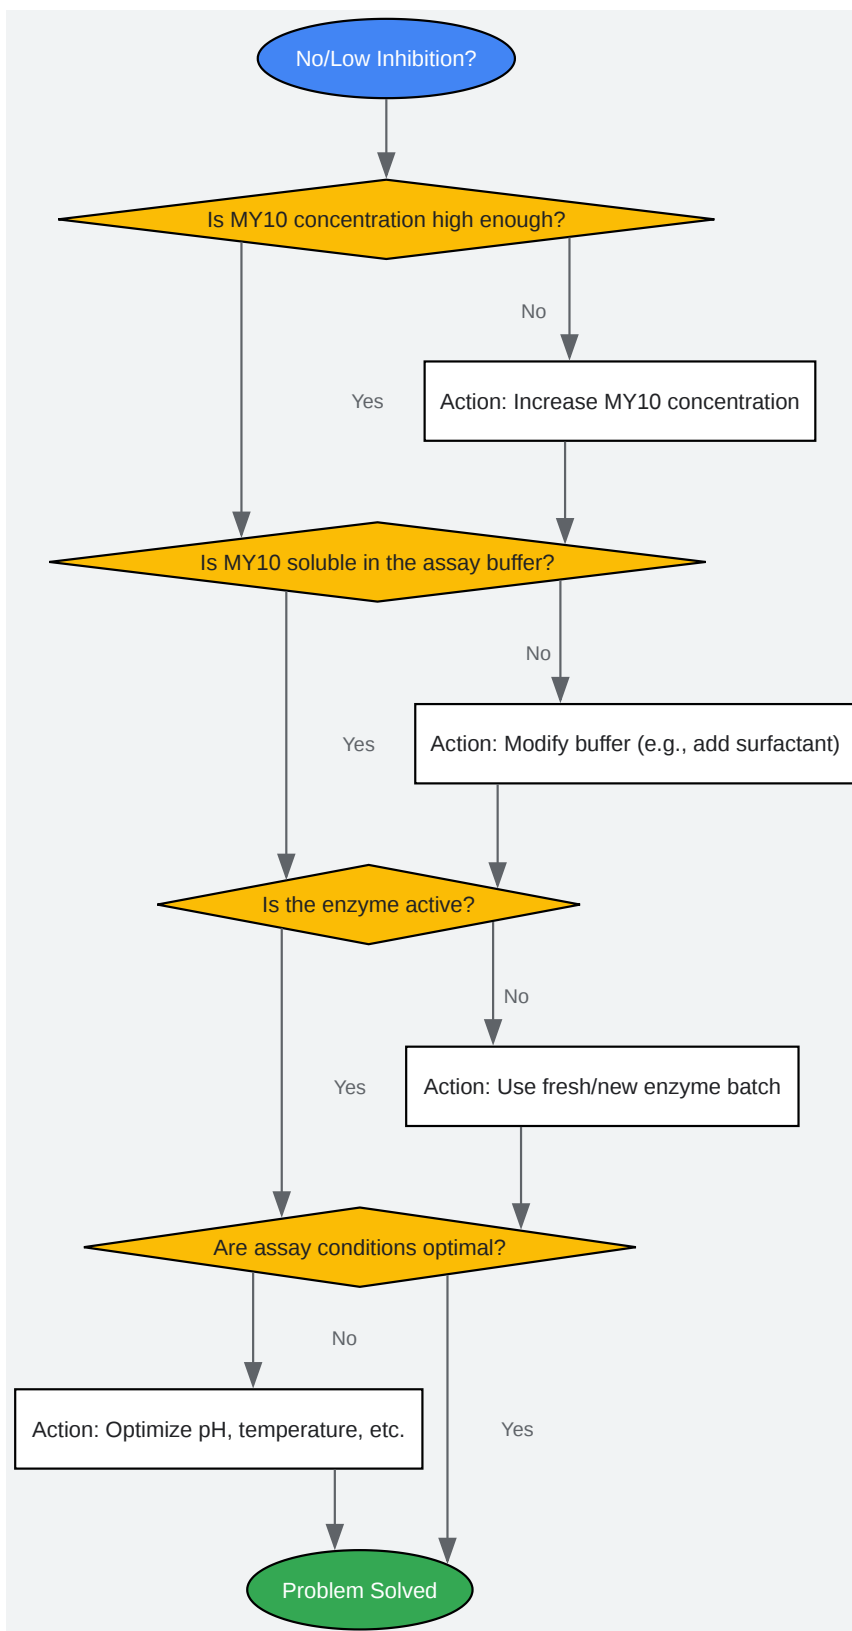 No/Low Inhibition?
Is MY10 concentration high enough?
No
Yes
Action: Increase MY10 concentration
Is MY10 soluble in the assay buffer?
No
Yes
Action: Modify buffer (e.g., add surfactant)
Is the enzyme active?
No
Yes
Action: Use fresh/new enzyme batch
Are assay conditions optimal?
No
Action: Optimize pH, temperature, etc.
Yes
Problem Solved